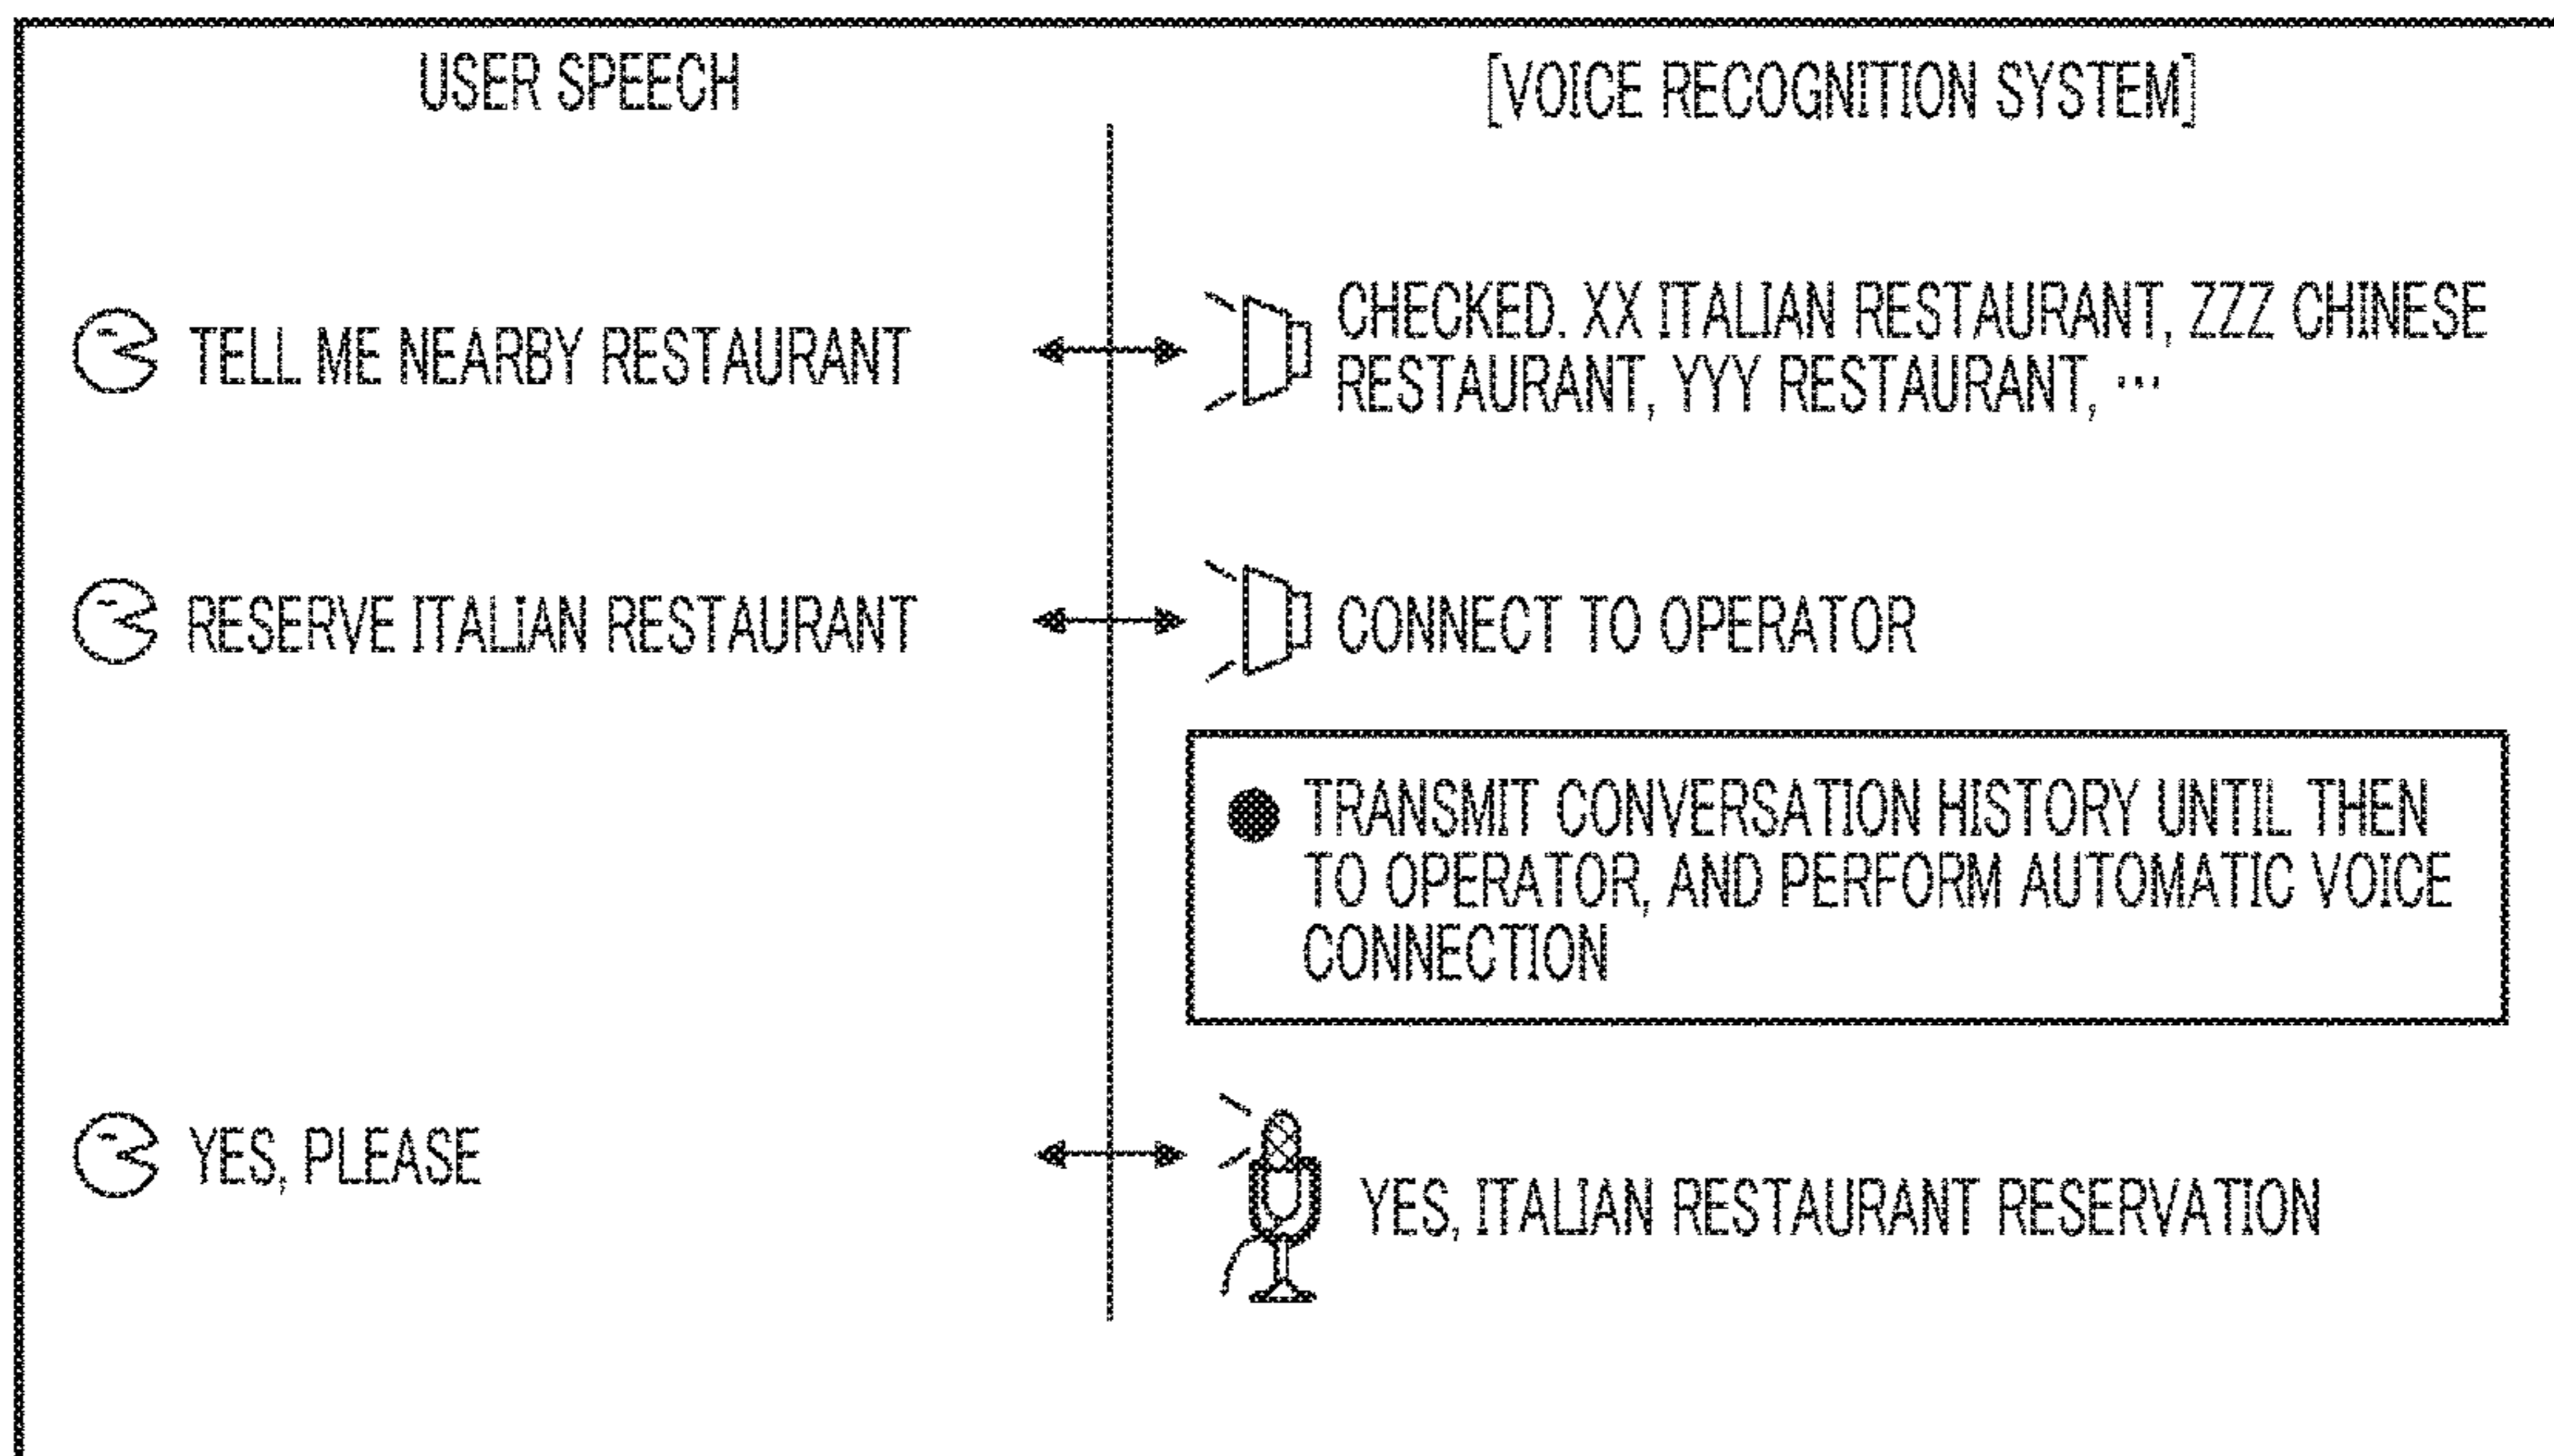 USER SPEECH
[VOICE RECOGNITION SYSTEM]
TELL ME NEARBY RESTAURANT
CHECKED. XX ITALIAN RESTAURANT, ZZZ CHINESE
RESTAURANT, YYY RESTAURANT, ···
RESERVE ITALIAN RESTAURANT
CONNECT TO OPERATOR
● TRANSMIT CONVERSATION HISTORY UNTIL THEN
TO OPERATOR, AND PERFORM AUTOMATIC VOICE
CONNECTION
YES, PLEASE
YES, ITALIAN RESTAURANT RESERVATION